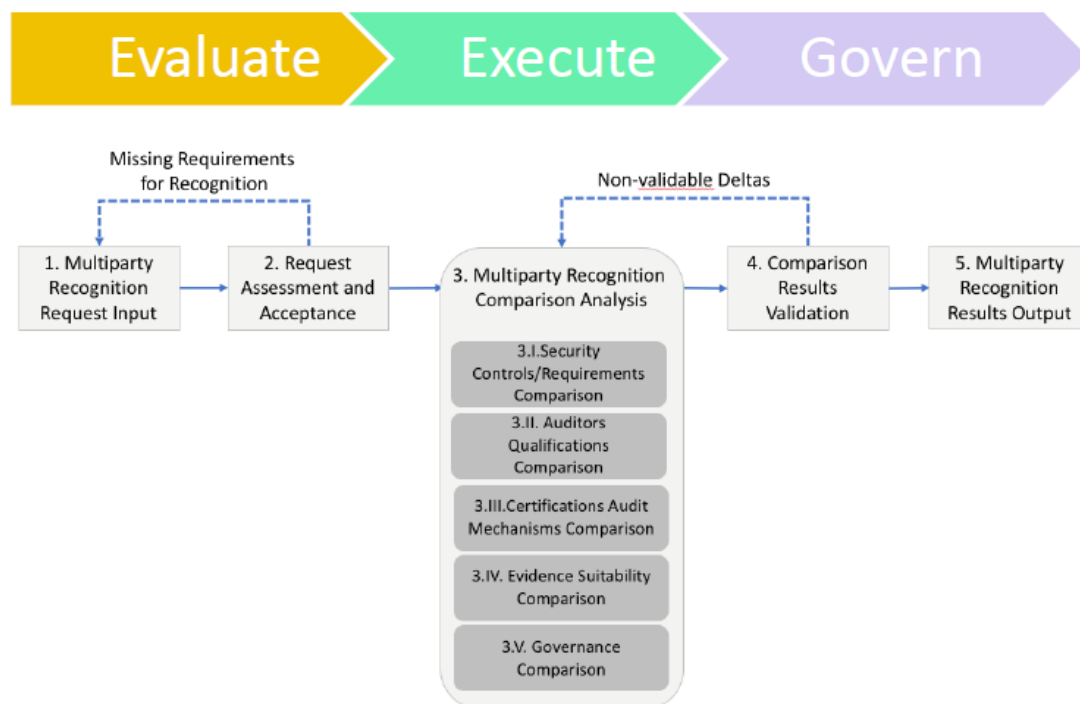 Evaluate
Execute
Govern
Missing Requirements
for Recognition
Non-validable Deltas
1. Multiparty
Recognition
Request Input
2. Request
Assessment and
Acceptance
3. Multiparty Recognition
Comparison Analysis
3.I.Security
Controls/Requirements
Comparison
3.II. Auditors
Qualifications
Comparison
3.III.Certifications Audit
Mechanisms Comparison
3.IV. Evidence Suitability
Comparison
3.V. Governance
Comparison
4. Comparison
Results
Validation
5. Multiparty
Recognition
Results Output